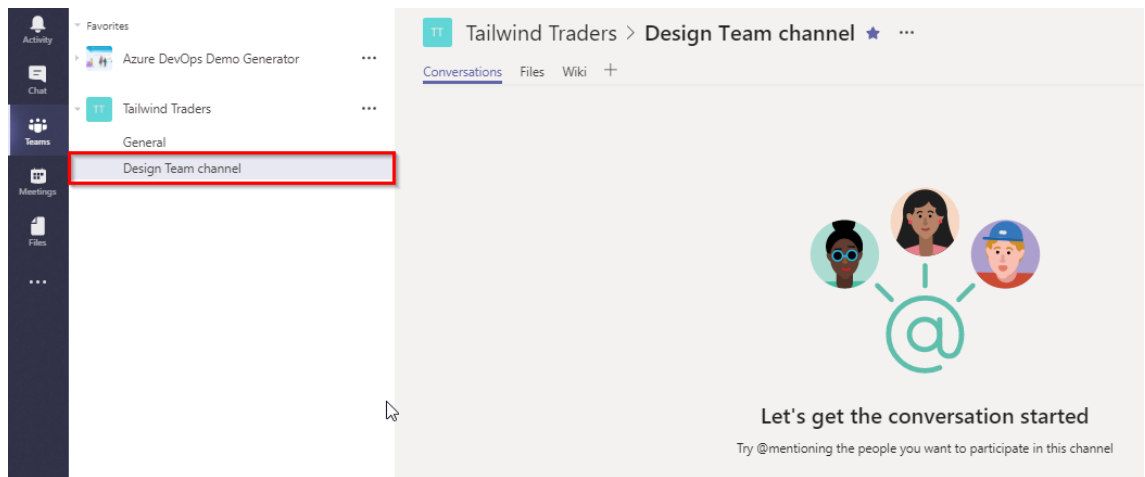 Activity
Chat
Teams
Meetings
Files
Favorites
Azure DevOps Demo Generator
TT Tailwind Traders
General
Design Team channel
TT Tailwind Traders > Design Team channel
Conversations Files Wiki +
@
Let's get the conversation started
Try @mentioning the people you want to participate in this channel